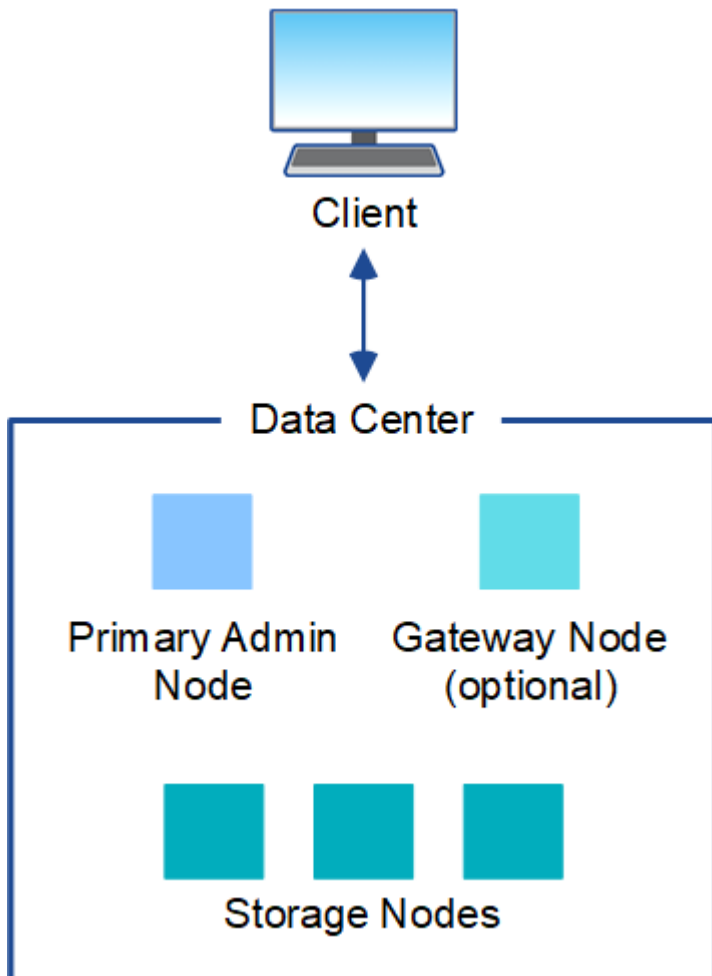 Client
Data Center
Primary Admin
Node
Gateway Node
(optional)
Storage Nodes